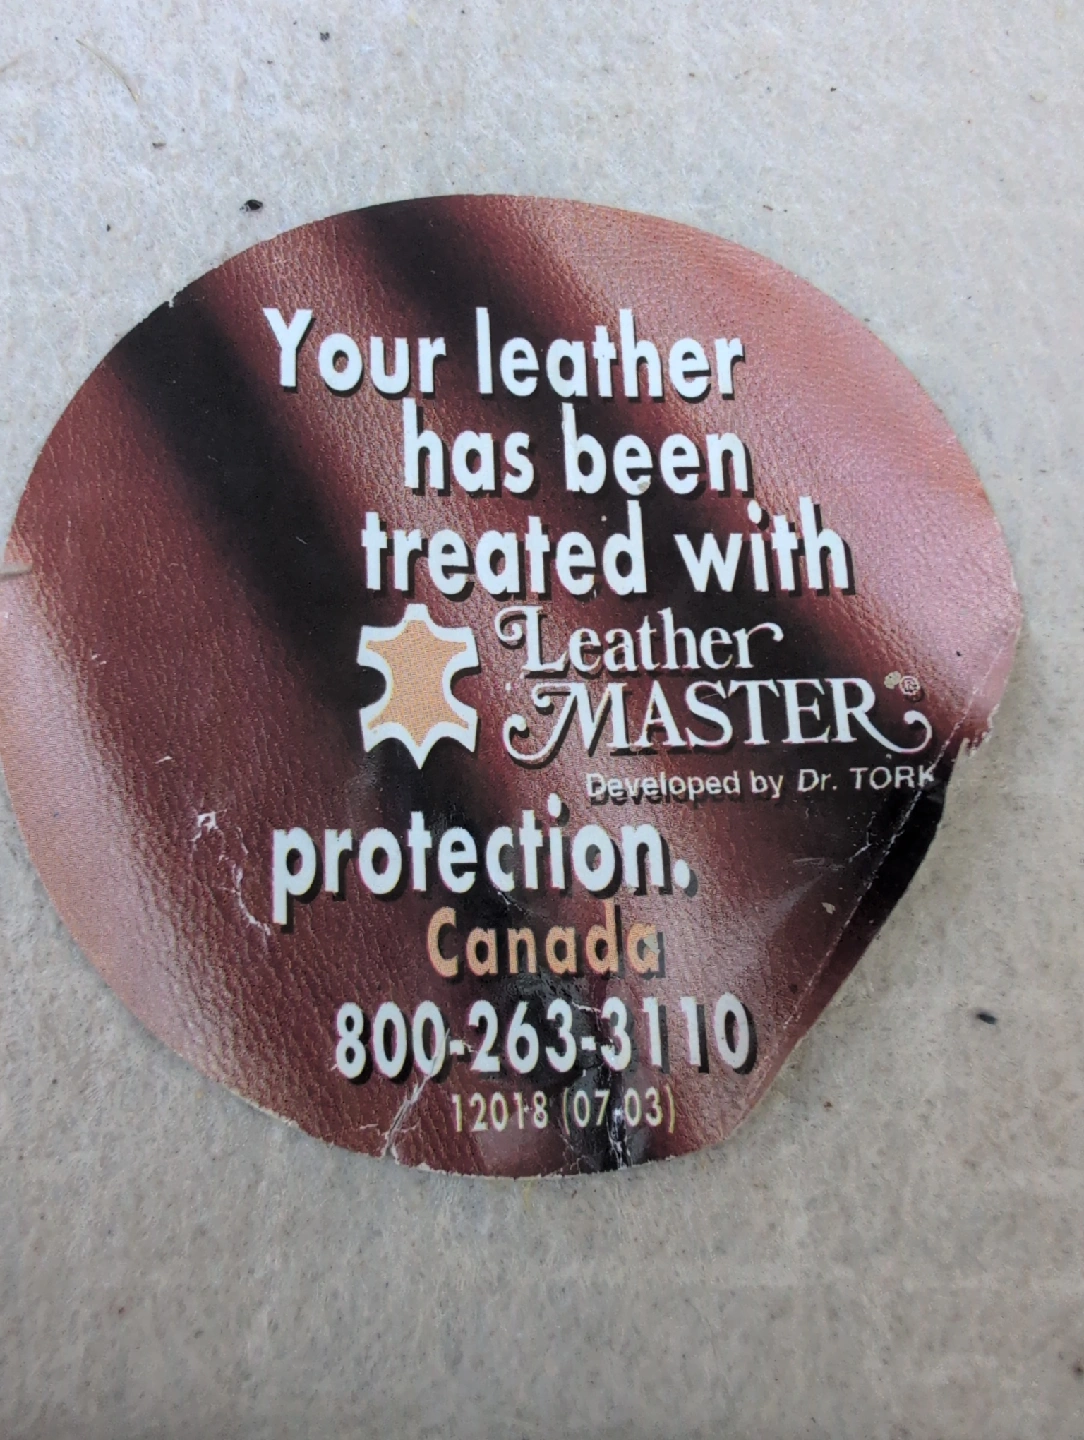 Your leather
has been
treated with
Leather
MASTER®
Developed by Dr. TORK
protection.
Canada
800-263-3110
12018 (07-03)